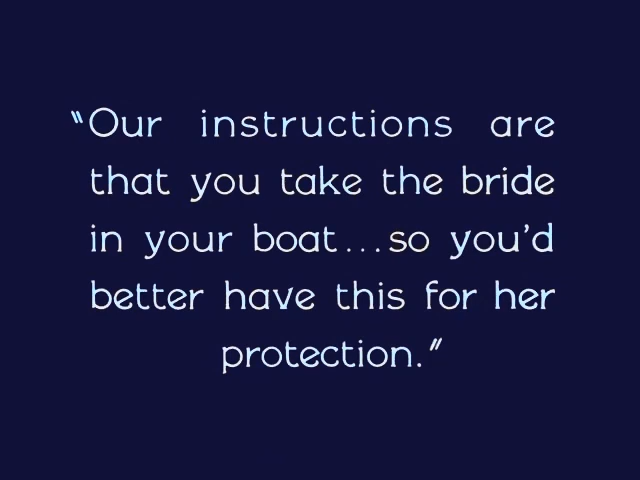 “Our instructions are
that you take the bride
in your boat...so you’d
better have this for her
protection.”